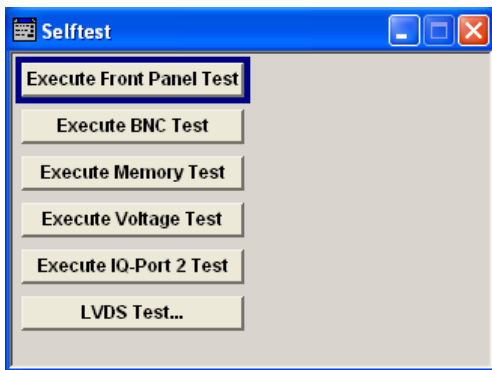 Selftest
Execute Front Panel Test
Execute BNC Test
Execute Memory Test
Execute Voltage Test
Execute IQ-Port 2 Test
LVDS Test...